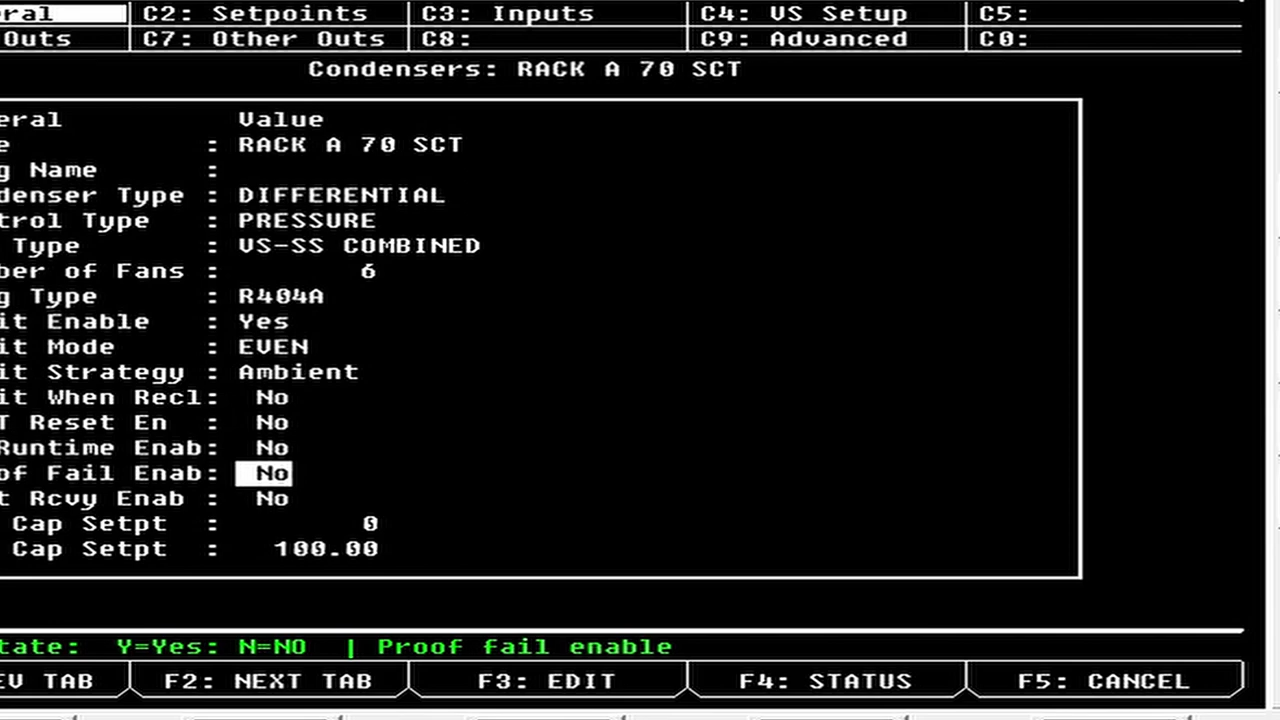 eral C2: Setpoints C3: Inputs C4: VS Setup C5:
Outs C7: Other Outs C8: C9: Advanced C0:
Condensers: RACK A 70 SCT
eral Value
e : RACK A 70 SCT
g Name :
denser Type : DIFFERENTIAL
trol Type : PRESSURE
Type : VS-SS COMBINED
ber of Fans : 6
g Type : R404A
it Enable : Yes
it Mode : EVEN
it Strategy : Ambient
it When Recl: No
T Reset En : No
Runtime Enab: No
of Fail Enab: No
t Rcvy Enab : No
Cap Setpt : 0
Cap Setpt : 100.00
tate: Y=Yes: N=NO | Proof fail enable
EV TAB F2: NEXT TAB F3: EDIT F4: STATUS F5: CANCEL